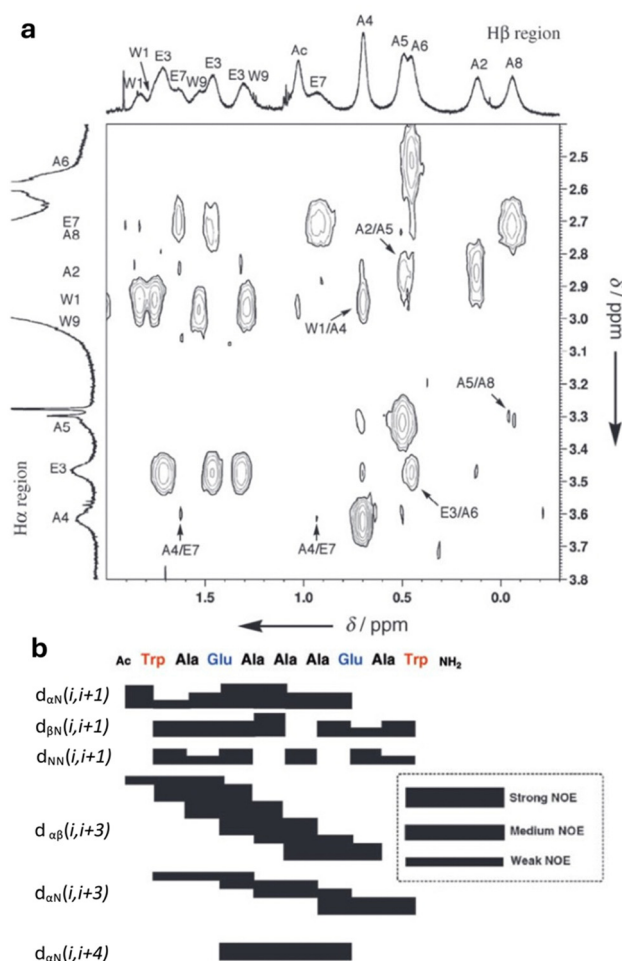 a
Hβ region
W1
W1
E3
E7
W9
E3
E3
W9
Ac
E7
A4
A5
A6
A2
A8
A6
E7
A8
A2
W1
W9
A5
E3
A4
Hα region
A2/A5
W1/A4
A5/A8
E3/A6
A4/E7
A4/E7
2.5
2.6
2.7
2.8
2.9
3.0
3.1
3.2
3.3
3.4
3.5
3.6
3.7
3.8
δ / ppm
1.5
1.0
0.5
0.0
δ / ppm
b
Ac Trp Ala Glu Ala Ala Ala Glu Ala Trp NH2
dαN(i,i+1)
dβN(i,i+1)
dNN(i,i+1)
dαβ(i,i+3)
dαN(i,i+3)
dαN(i,i+4)
Strong NOE
Medium NOE
Weak NOE